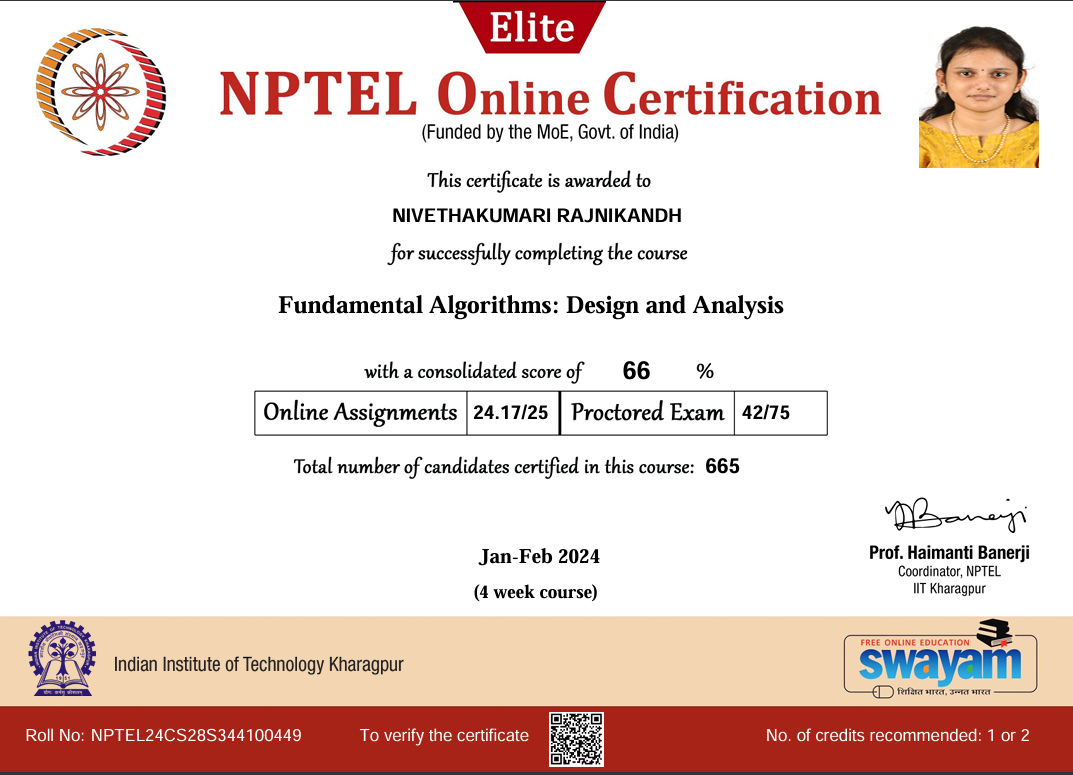 Elite
NPTEL Online Certification
(Funded by the MoE, Govt. of India)
This certificate is awarded to
NIVETHAKUMARI RAJNIKANDH
for successfully completing the course
Fundamental Algorithms: Design and Analysis
with a consolidated score of 66 %
Online Assignments 24.17/25 Proctored Exam 42/75
Total number of candidates certified in this course: 665
Jan-Feb 2024
(4 week course)
Prof. Haimanti Banerji
Coordinator, NPTEL
IIT Kharagpur
Indian Institute of Technology Kharagpur
FREE ONLINE EDUCATION
swayam
शिक्षित भारत, उन्नत भारत
Roll No: NPTEL24CS28S344100449 To verify the certificate No. of credits recommended: 1 or 2